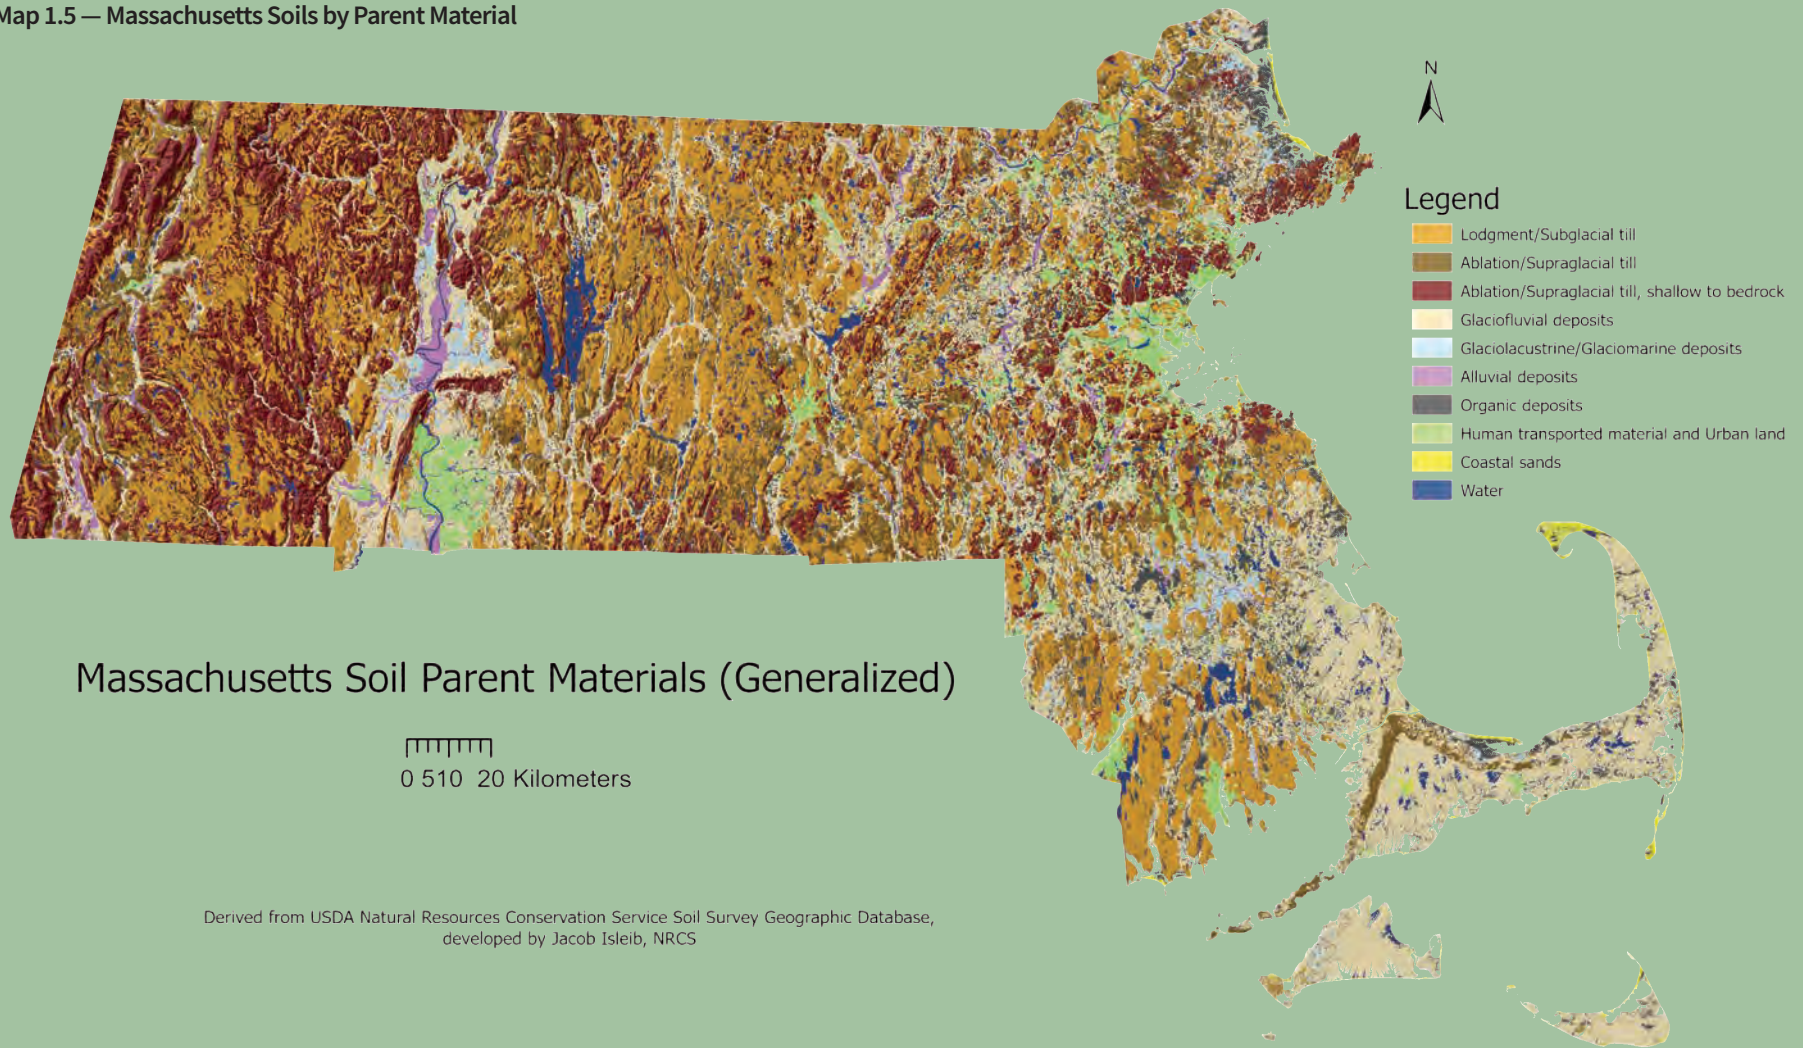 Map 1.5 — Massachusetts Soils by Parent Material
N
Legend
Lodgment/Subglacial till
Ablation/Supraglacial till
Ablation/Supraglacial till, shallow to bedrock
Glaciofluvial deposits
Glaciolacustrine/Glaciomarine deposits
Alluvial deposits
Organic deposits
Human transported material and Urban land
Coastal sands
Water
Massachusetts Soil Parent Materials (Generalized)
0 510 20 Kilometers
Derived from USDA Natural Resources Conservation Service Soil Survey Geographic Database,
developed by Jacob Isleib, NRCS